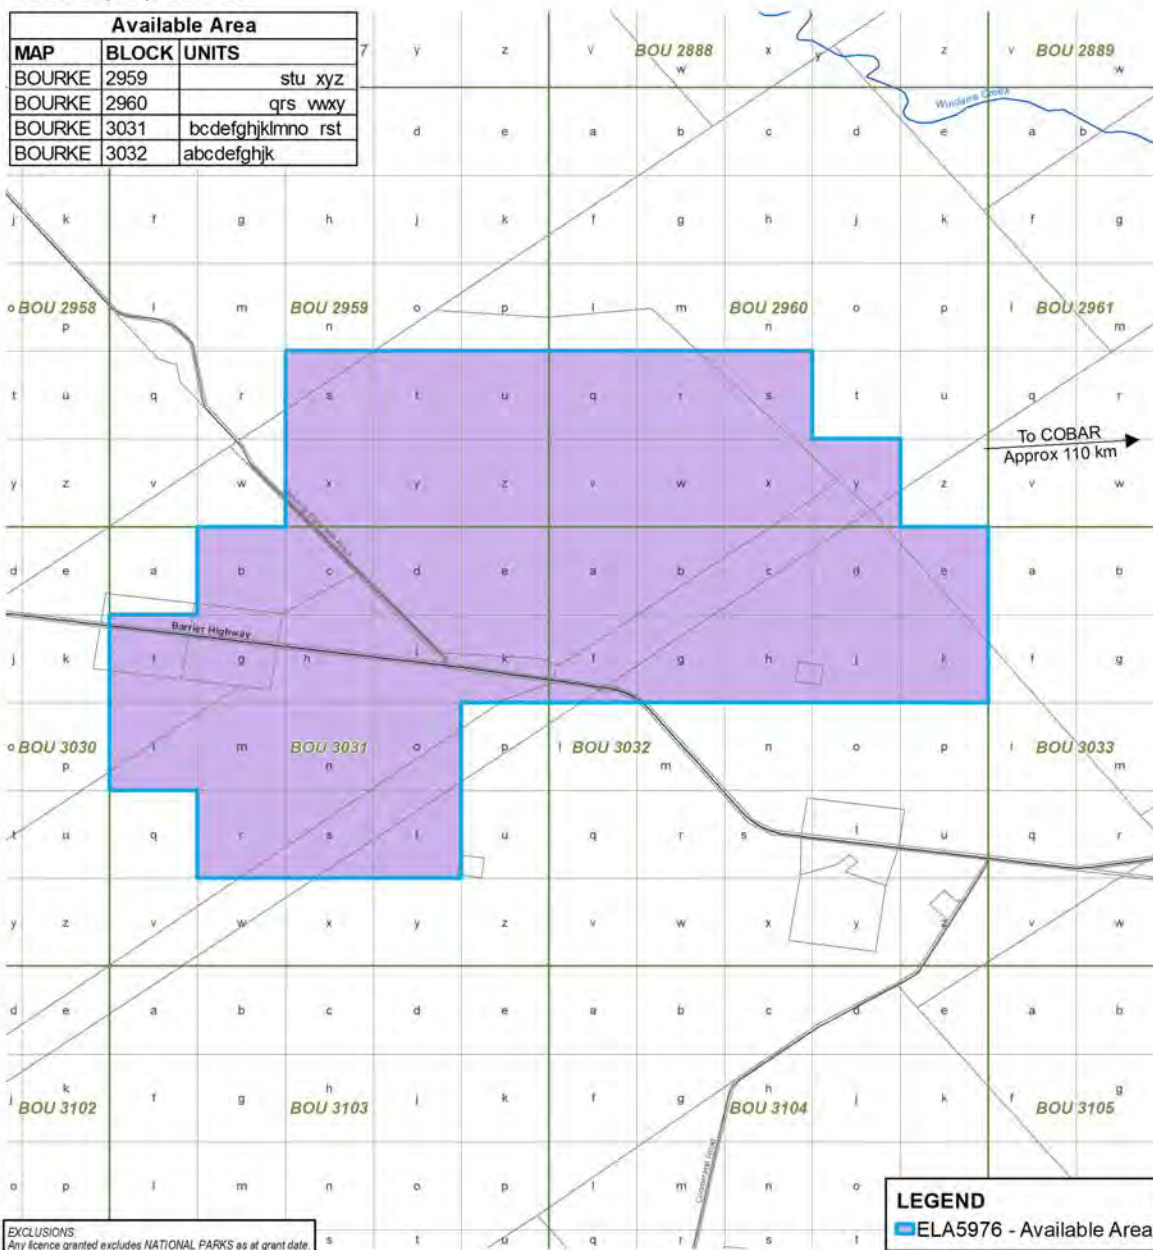 Available Area
MAP BLOCK UNITS
BOURKE 2959 stu xyz
BOURKE 2960 qrs vwxy
BOURKE 3031 bcdefghjklmno rst
BOURKE 3032 abcdefghjk
7 y z v BOU 2888 w x y z v BOU 2889 w
Wuidarre Creek
d e a b c d e a b
j k f g h j k f g h j k f g
o BOU 2958 p l m BOU 2959 n o p l m BOU 2960 n o p l BOU 2961 m
t u q r s t u q r s t u q r
To COBAR
Approx 110 km
y z v w x y z v w x y z v w
d e a b c d e a b c d e a b
Barrier Highway
j k f g h j k f g h j k f g
o BOU 3030 p l m BOU 3031 n o p l BOU 3032 m n o p l BOU 3033 m
t u q r s t u q r s t u q r
y z v w x y z v w x y z v w
d e a b c d e a b c d e a b
j k BOU 3102 f g h BOU 3103 j k f g h BOU 3104 j k f BOU 3105 g
o p l m n o p l m n o
Road
s t u q r s t
LEGEND
ELA5976 - Available Area
EXCLUSIONS
Any licence granted excludes NATIONAL PARKS as at grant date.